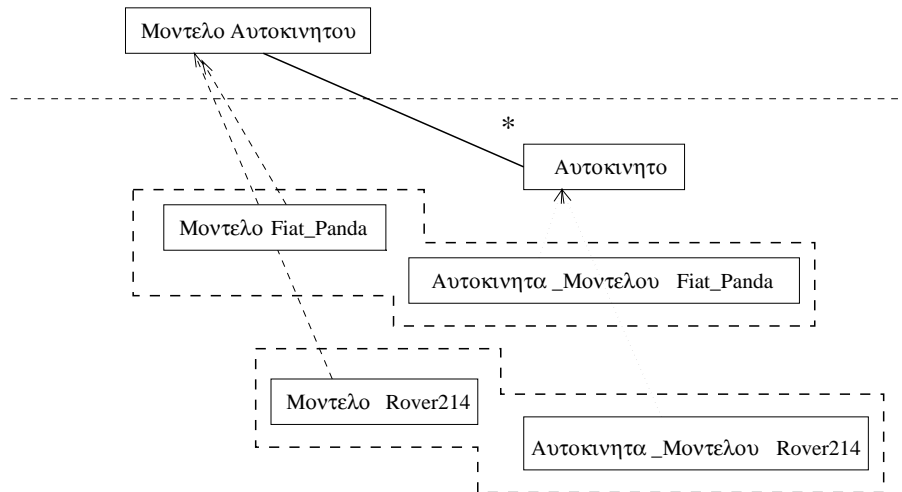 Μοντελο Αυτοκινητου
*
Αυτοκινητο
Μοντελο Fiat_Panda
Αυτοκινητα _Μοντελου Fiat_Panda
Μοντελο Rover214
Αυτοκινητα _Μοντελου Rover214